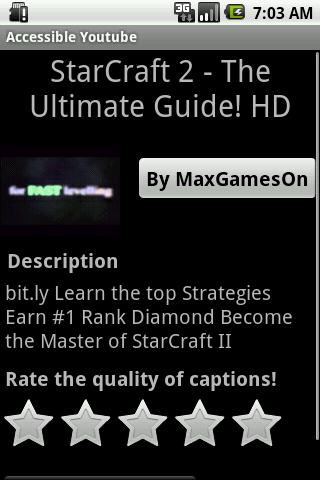 3G
7:03 AM
Accessible Youtube
StarCraft 2 - The
Ultimate Guide! HD
for FAST levelling
By MaxGamesOn
Description
bit.ly Learn the top Strategies
Earn #1 Rank Diamond Become
the Master of StarCraft II
Rate the quality of captions!